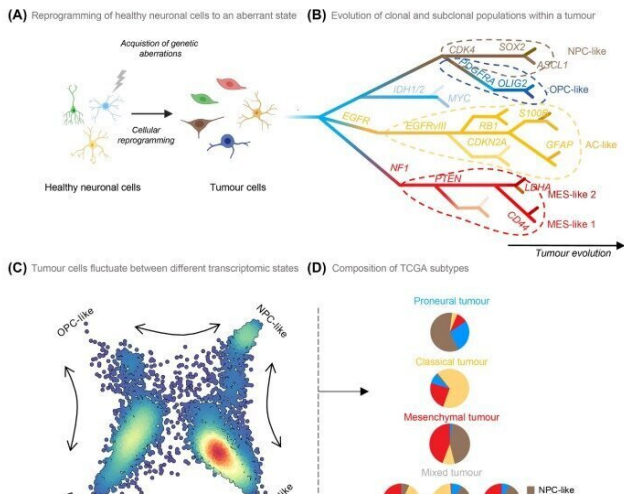 (A) Reprogramming of healthy neuronal cells to an aberrant state
Acquistion of genetic
aberrations
Cellular
reprogramming
Healthy neuronal cells
Tumour cells
(B) Evolution of clonal and subclonal populations within a tumour
CDK4
SOX2
ASCL1
NPC-like
PDGFRA
OLIG2
OPC-like
IDH1/2
MYC
EGFR
EGFRvIII
RB1
S100B
CDKN2A
GFAP
AC-like
NF1
PTEN
LDHA
MES-like 2
CD44
MES-like 1
Tumour evolution
(C) Tumour cells fluctuate between different transcriptomic states
OPC-like
NPC-like
(D) Composition of TCGA subtypes
Proneural tumour
Classical tumour
Mesenchymal tumour
Mixed tumour
NPC-like